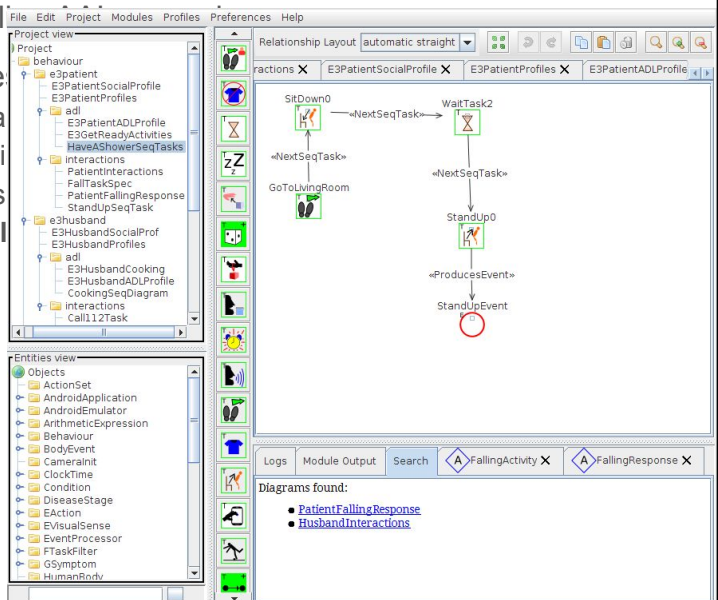 File Edit Project Modules Profiles Preferences Help
Project view
Project
behaviour
e3patient
E3PatientSocialProfile
E3PatientProfiles
adl
E3PatientADLProfile
E3GetReadyActivities
HaveAShowerSeqTasks
interactions
PatientInteractions
FallTaskSpec
PatientFallingResponse
StandUpSeqTask
e3husband
E3HusbandSocialProf
E3HusbandProfiles
adl
E3HusbandCooking
E3HusbandADLProfile
CookingSeqDiagram
interactions
Call112Task
Entities view
Objects
ActionSet
AndroidApplication
AndroidEmulator
ArithmeticExpression
Behaviour
BodyEvent
CameraInit
ClockTime
Condition
DiseaseStage
EAction
EVisualSense
EventProcessor
FTaskFilter
GSymptom
HumanBody
Relationship Layout automatic straight
ractions X E3PatientSocialProfile X E3PatientProfiles X E3PatientADLProfile
SitDown0
«NextSeqTask»
WaitTask2
«NextSeqTask»
«NextSeqTask»
GoToLivingRoom
StandUp0
«ProducesEvent»
StandUpEvent
Logs Module Output Search A FallingActivity X A FallingResponse X
Diagrams found:
PatientFallingResponse
HusbandInteractions